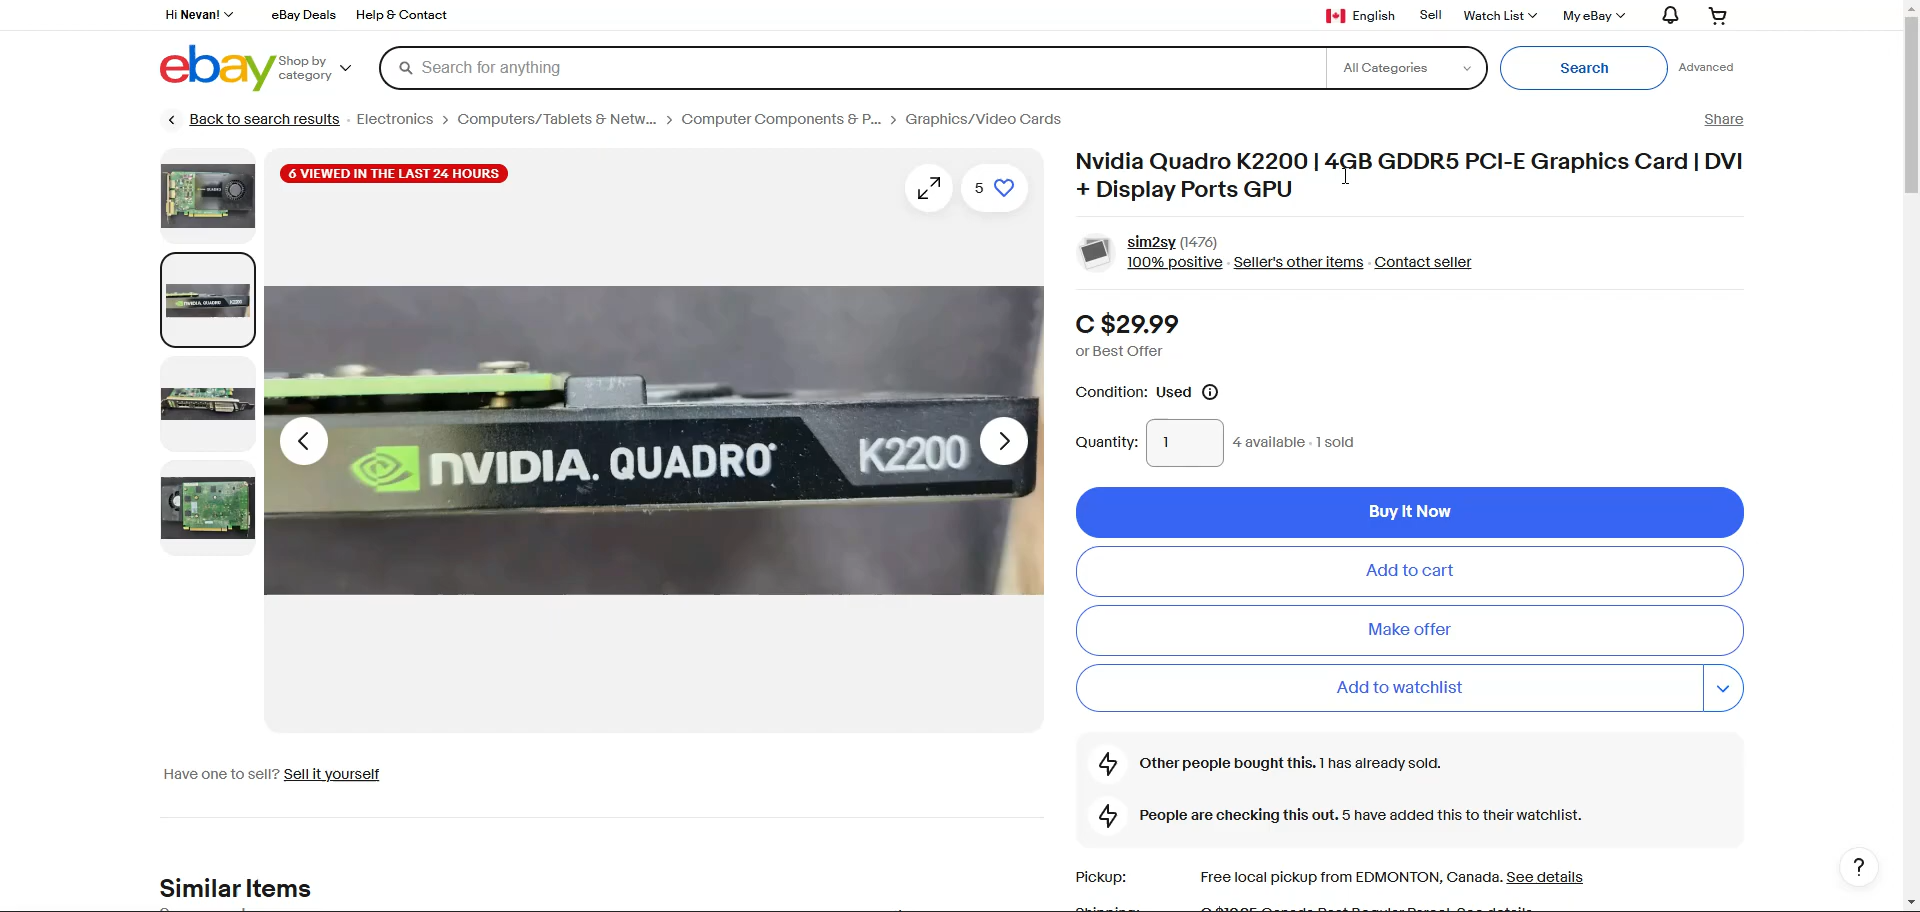 Hi Nevan!
eBay Deals
Help & Contact
English
Sell
Watch List
My eBay
ebay
Shop by
category
Search for anything
All Categories
Search
Advanced
Back to search results
Electronics
Computers/Tablets & Netw...
Computer Components & P...
Graphics/Video Cards
Share
6 VIEWED IN THE LAST 24 HOURS
5
NVIDIA. QUADRO K2200
Have one to sell? Sell it yourself
Similar Items
Nvidia Quadro K2200 | 4GB GDDR5 PCI-E Graphics Card | DVI
+ Display Ports GPU
sim2sy (1476)
100% positive · Seller's other items · Contact seller
C $29.99
or Best Offer
Condition: Used
Quantity: 1 4 available · 1 sold
Buy It Now
Add to cart
Make offer
Add to watchlist
Other people bought this. 1 has already sold.
People are checking this out. 5 have added this to their watchlist.
Pickup: Free local pickup from EDMONTON, Canada. See details
?